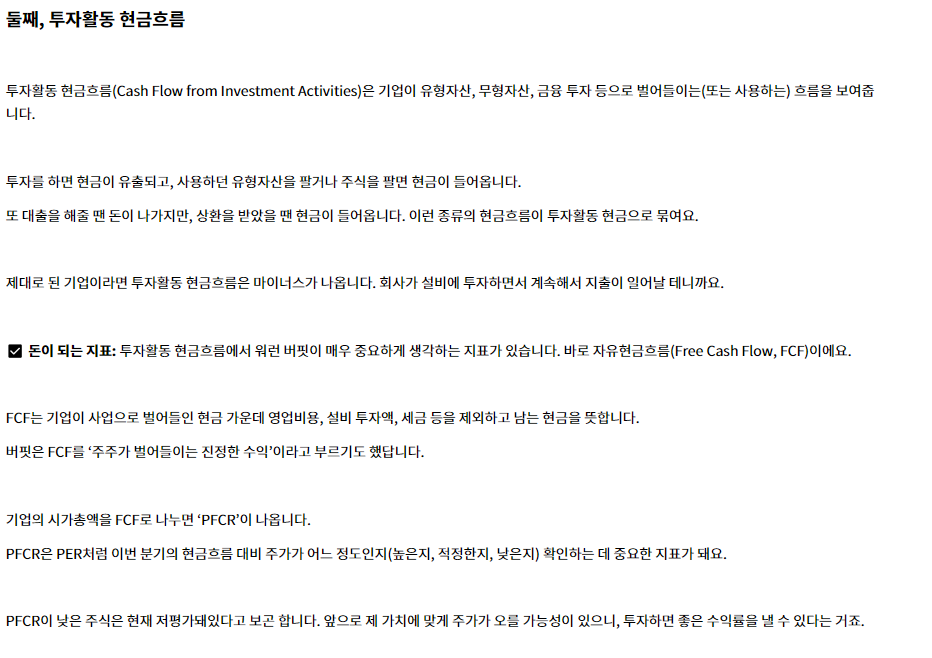 둘째, 투자활동 현금흐름
투자활동 현금흐름(Cash Flow from Investment Activities)은 기업이 유형자산, 무형자산, 금융 투자 등으로 벌어들이는(또는 사용하는) 흐름을 보여줍
니다.
투자를 하면 현금이 유출되고, 사용하던 유형자산을 팔거나 주식을 팔면 현금이 들어옵니다.
또 대출을 해줄 땐 돈이 나가지만, 상환을 받았을 땐 현금이 들어옵니다. 이런 종류의 현금흐름이 투자활동 현금으로 묶여요.
제대로 된 기업이라면 투자활동 현금흐름은 마이너스가 나옵니다. 회사가 설비에 투자하면서 계속해서 지출이 일어날 테니까요.
☑ 돈이 되는 지표: 투자활동 현금흐름에서 워런 버핏이 매우 중요하게 생각하는 지표가 있습니다. 바로 자유현금흐름(Free Cash Flow, FCF)이에요.
FCF는 기업이 사업으로 벌어들인 현금 가운데 영업비용, 설비 투자액, 세금 등을 제외하고 남는 현금을 뜻합니다.
버핏은 FCF를 ‘주주가 벌어들이는 진정한 수익’이라고 부르기도 했답니다.
기업의 시가총액을 FCF로 나누면 ‘PFCR’이 나옵니다.
PFCR은 PER처럼 이번 분기의 현금흐름 대비 주가가 어느 정도인지(높은지, 적정한지, 낮은지) 확인하는 데 중요한 지표가 돼요.
PFCR이 낮은 주식은 현재 저평가돼있다고 보곤 합니다. 앞으로 제 가치에 맞게 주가가 오를 가능성이 있으니, 투자하면 좋은 수익률을 낼 수 있다는 거죠.